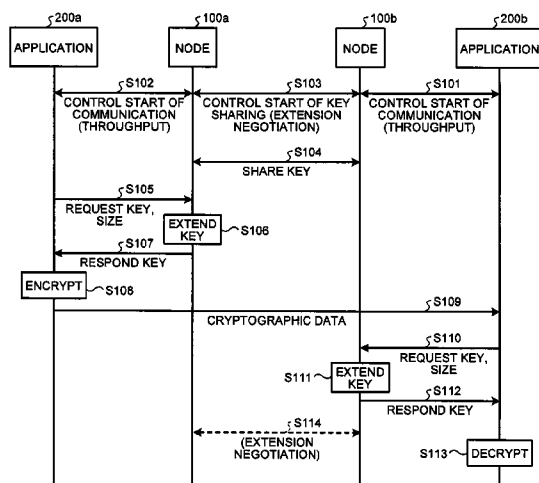 200a
100a
100b
200b
APPLICATION
NODE
NODE
APPLICATION
S102
S103
S101
CONTROL START OF
COMMUNICATION
(THROUGHPUT)
CONTROL START OF KEY
SHARING (EXTENSION
NEGOTIATION)
CONTROL START OF
COMMUNICATION
(THROUGHPUT)
S104
SHARE KEY
S105
REQUEST KEY,
SIZE
EXTEND
KEY
S106
S107
RESPOND KEY
ENCRYPT
S108
S109
CRYPTOGRAPHIC DATA
S110
REQUEST KEY,
SIZE
S111
EXTEND
KEY
S112
RESPOND KEY
S114
(EXTENSION
NEGOTIATION)
S113
DECRYPT